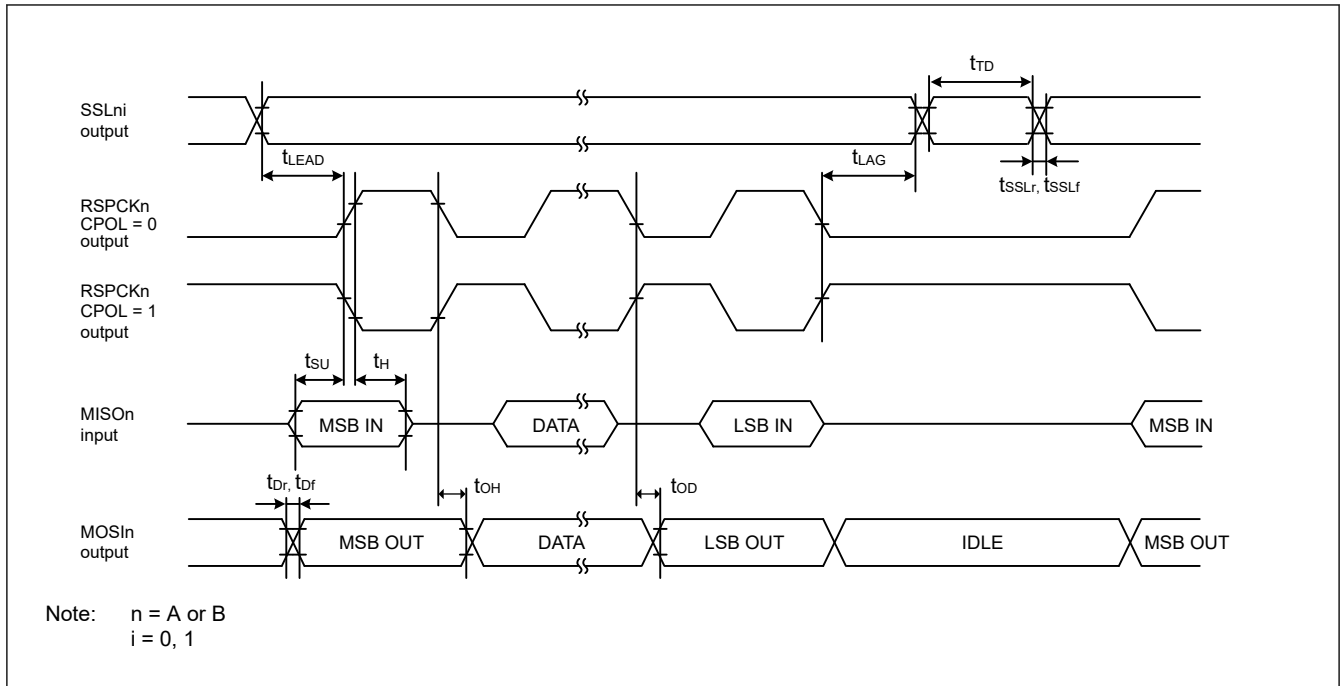 tTD
SSLni
output
tLEAD
tLAG
tSSLr, tSSLf
RSPCKn
CPOL = 0
output
RSPCKn
CPOL = 1
output
tSU
tH
MISOn
input
MSB IN
DATA
LSB IN
MSB IN
tDr, tDf
tOH
tOD
MOSIn
output
MSB OUT
DATA
LSB OUT
IDLE
MSB OUT
Note: n = A or B
i = 0, 1